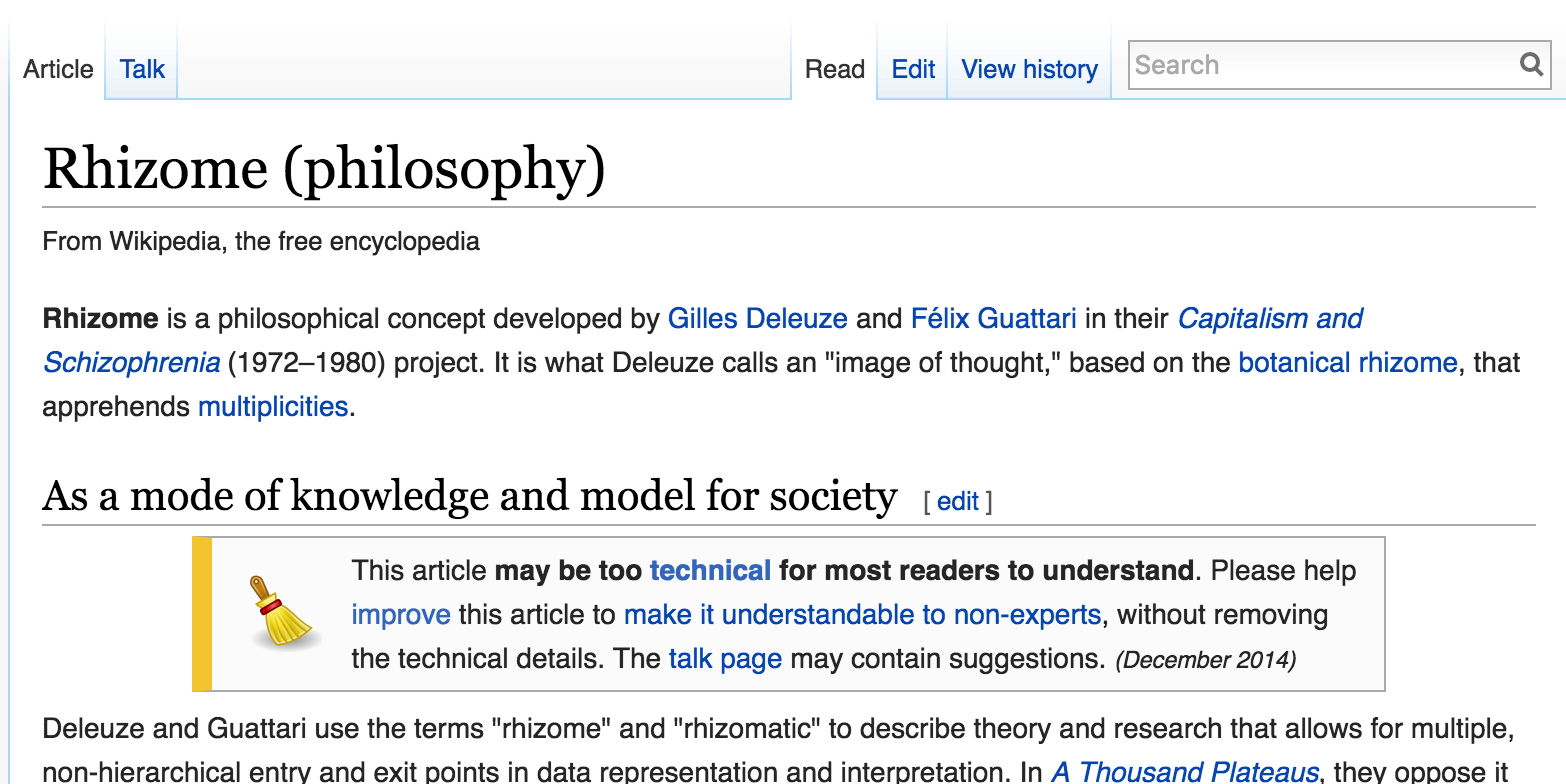 Article Talk Read Edit View history Search
Rhizome (philosophy)
From Wikipedia, the free encyclopedia
Rhizome is a philosophical concept developed by Gilles Deleuze and Félix Guattari in their Capitalism and
Schizophrenia (1972–1980) project. It is what Deleuze calls an "image of thought," based on the botanical rhizome, that
apprehends multiplicities.
As a mode of knowledge and model for society [ edit ]
This article may be too technical for most readers to understand. Please help
improve this article to make it understandable to non-experts, without removing
the technical details. The talk page may contain suggestions. (December 2014)
Deleuze and Guattari use the terms "rhizome" and "rhizomatic" to describe theory and research that allows for multiple,
non-hierarchical entry and exit points in data representation and interpretation. In A Thousand Plateaus, they oppose it